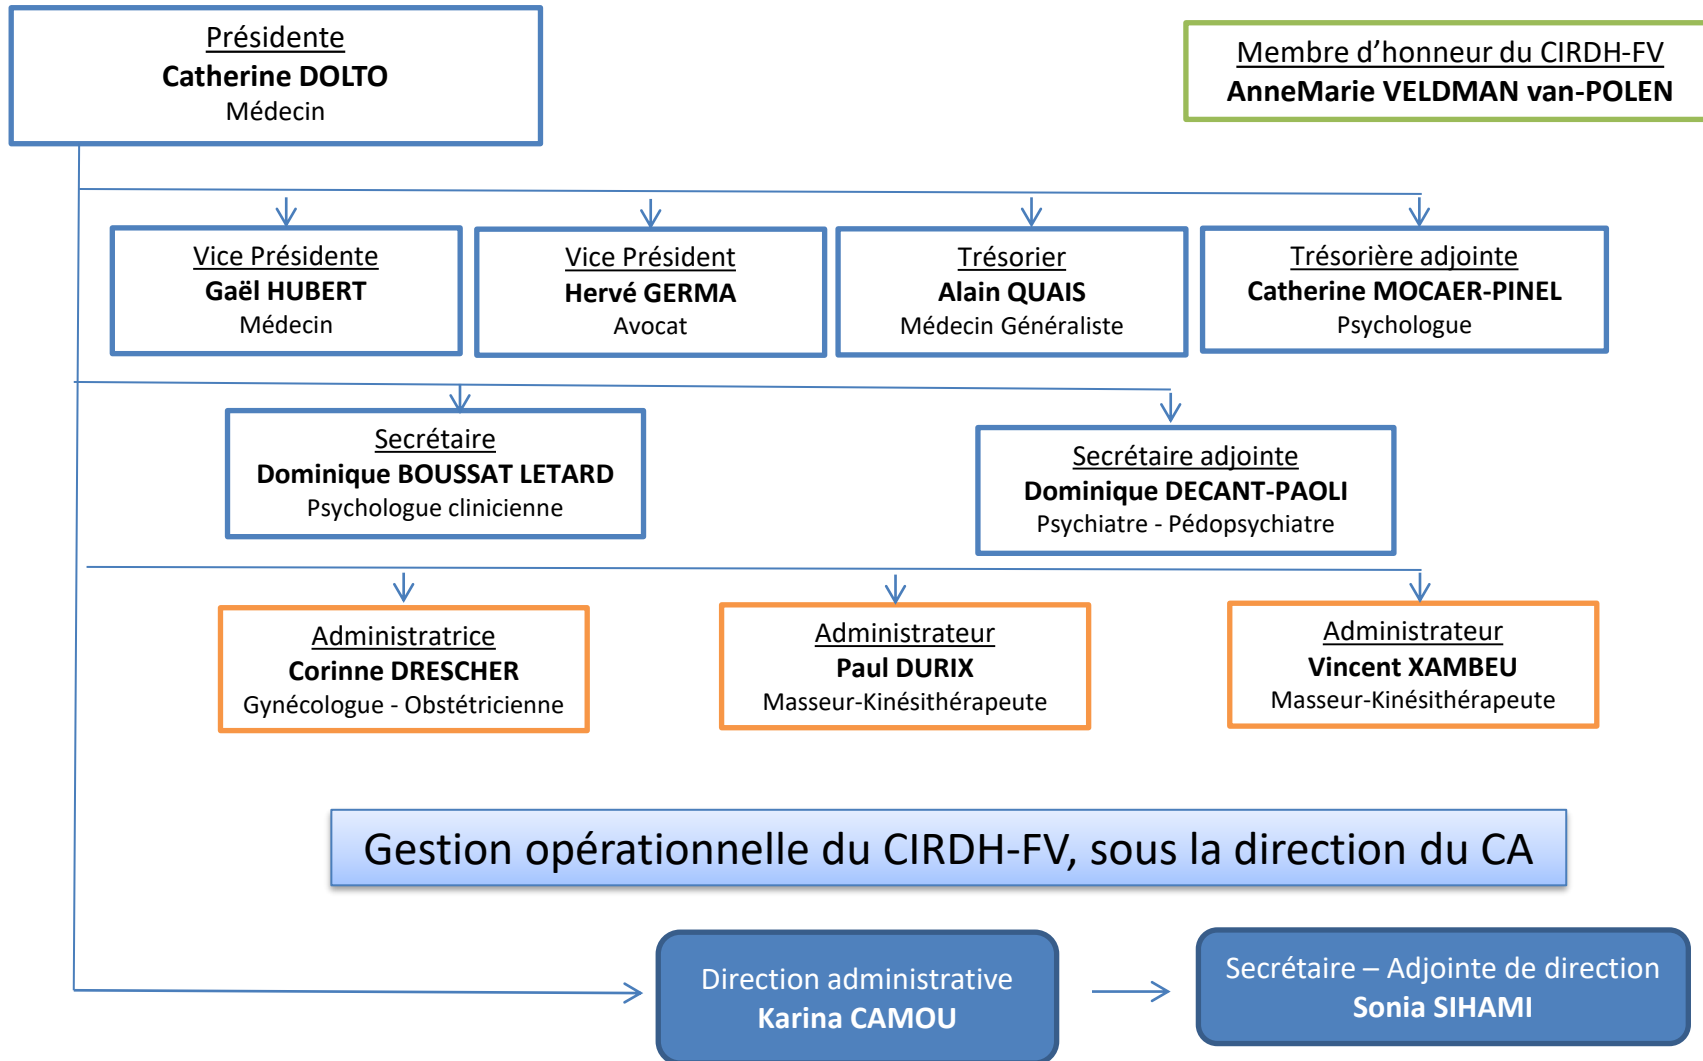 Présidente
Catherine DOLTO
Médecin
Membre d’honneur du CIRDH-FV
AnneMarie VELDMAN van-POLEN
Vice Présidente
Gaël HUBERT
Médecin
Vice Président
Hervé GERMA
Avocat
Trésorier
Alain QUAIS
Médecin Généraliste
Trésorière adjointe
Catherine MOCAER-PINEL
Psychologue
Secrétaire
Dominique BOUSSAT LETARD
Psychologue clinicienne
Secrétaire adjointe
Dominique DECANT-PAOLI
Psychiatre - Pédopsychiatre
Administratrice
Corinne DRESCHER
Gynécologue - Obstétricienne
Administrateur
Paul DURIX
Masseur-Kinésithérapeute
Administrateur
Vincent XAMBEU
Masseur-Kinésithérapeute
Gestion opérationnelle du CIRDH-FV, sous la direction du CA
Direction administrative
Karina CAMOU
Secrétaire – Adjointe de direction
Sonia SIHAMI